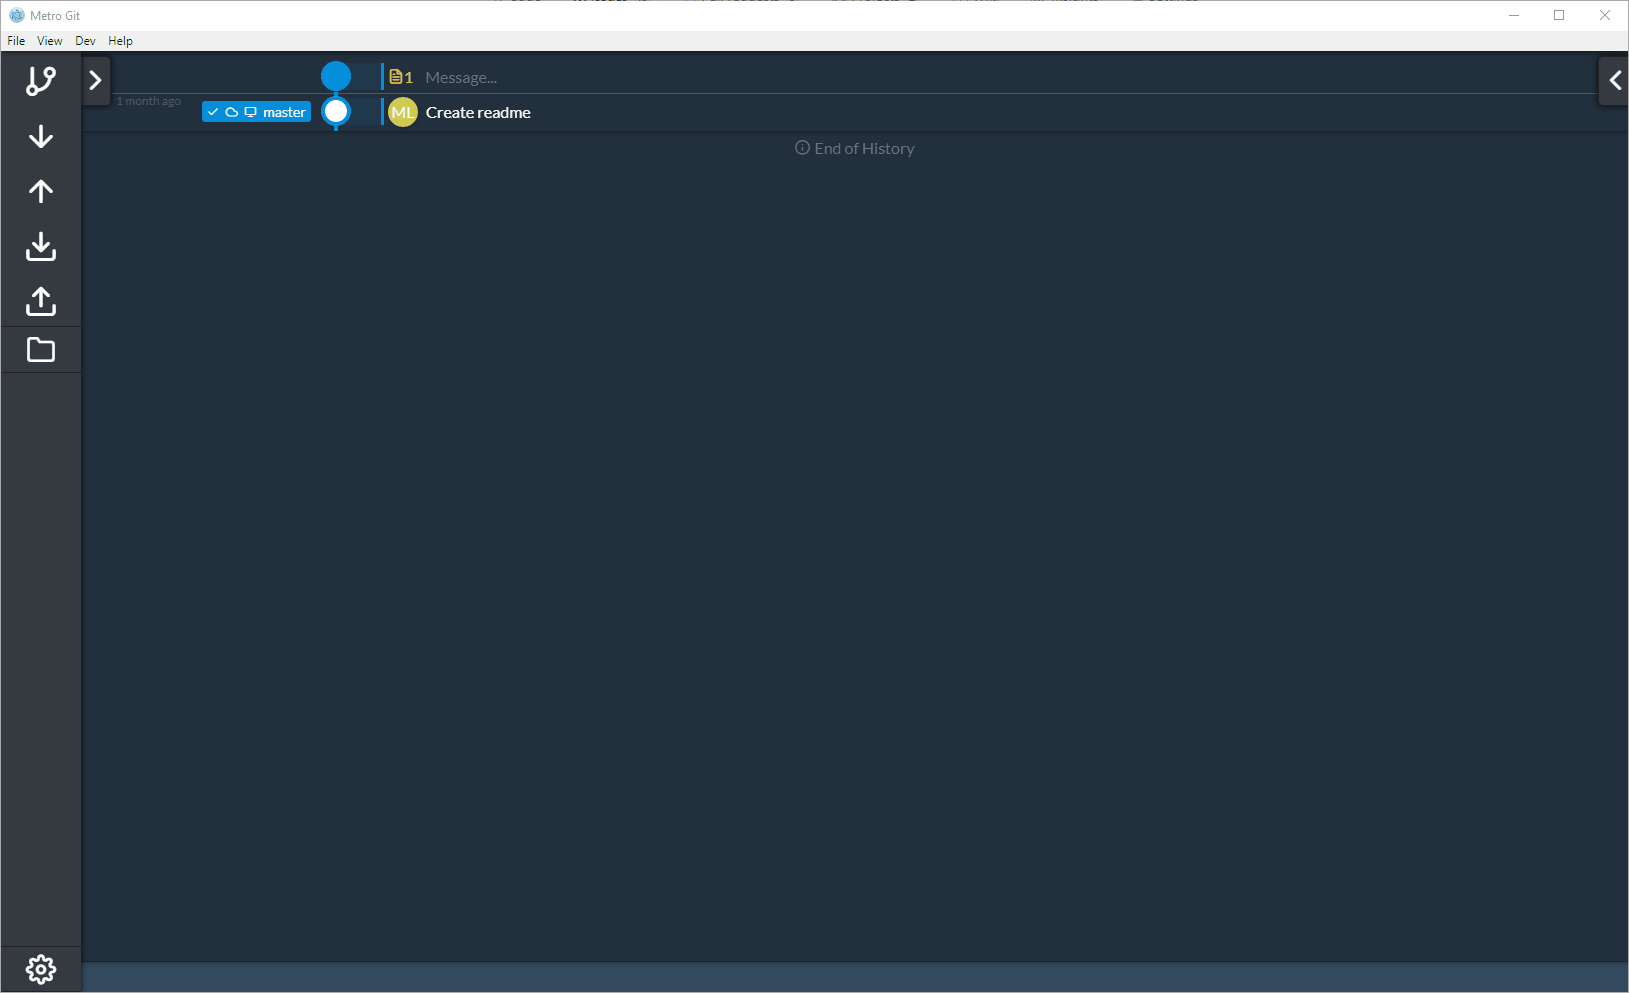 Metro Git
File View Dev Help
1 Message...
1 month ago
master ML Create readme
End of History